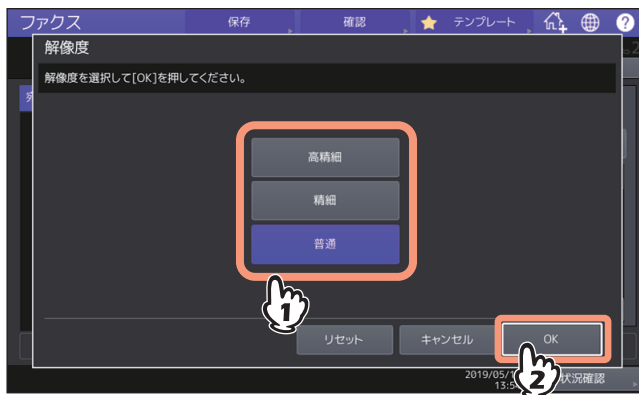 ファクス 保存 確認 テンプレート ?
解像度
解像度を選択して[OK]を押してください。
高精細
精細
普通
1
リセット キャンセル OK
2
2019/05/1
13:5
状況確認